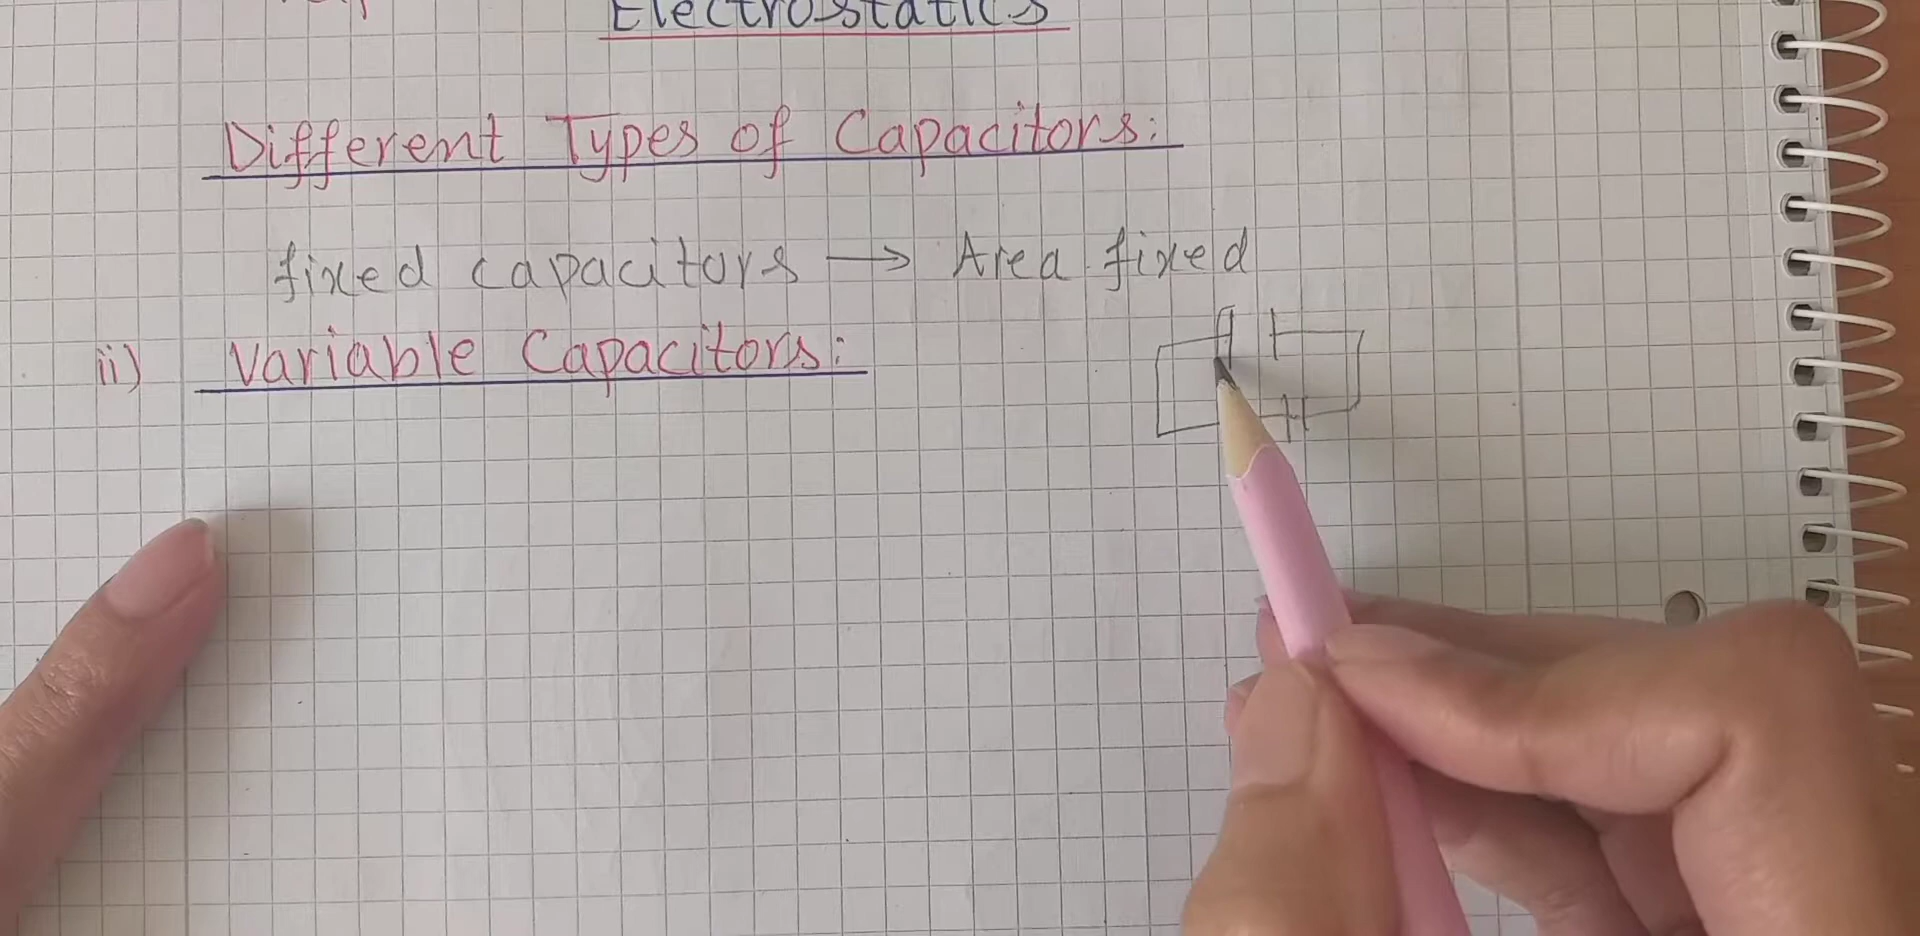 Electrostatics
Different Types of Capacitors:
fixed capacitors → Area fixed
ii) Variable Capacitors: